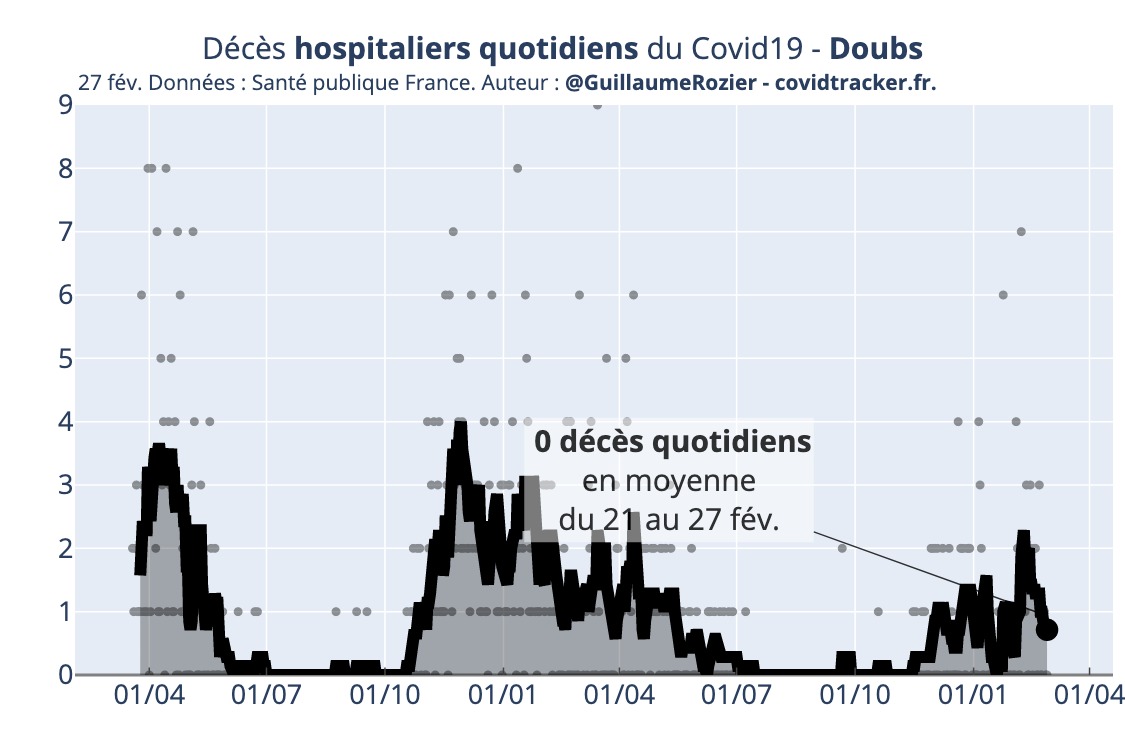 Décès hospitaliers quotidiens du Covid19 - Doubs
27 fév. Données : Santé publique France. Auteur : @GuillaumeRozier - covidtracker.fr.
9
8
7
6
5
4
3
2
1
0
0 décès quotidiens
en moyenne
du 21 au 27 fév.
01/04 01/07 01/10 01/01 01/04 01/07 01/10 01/01 01/04